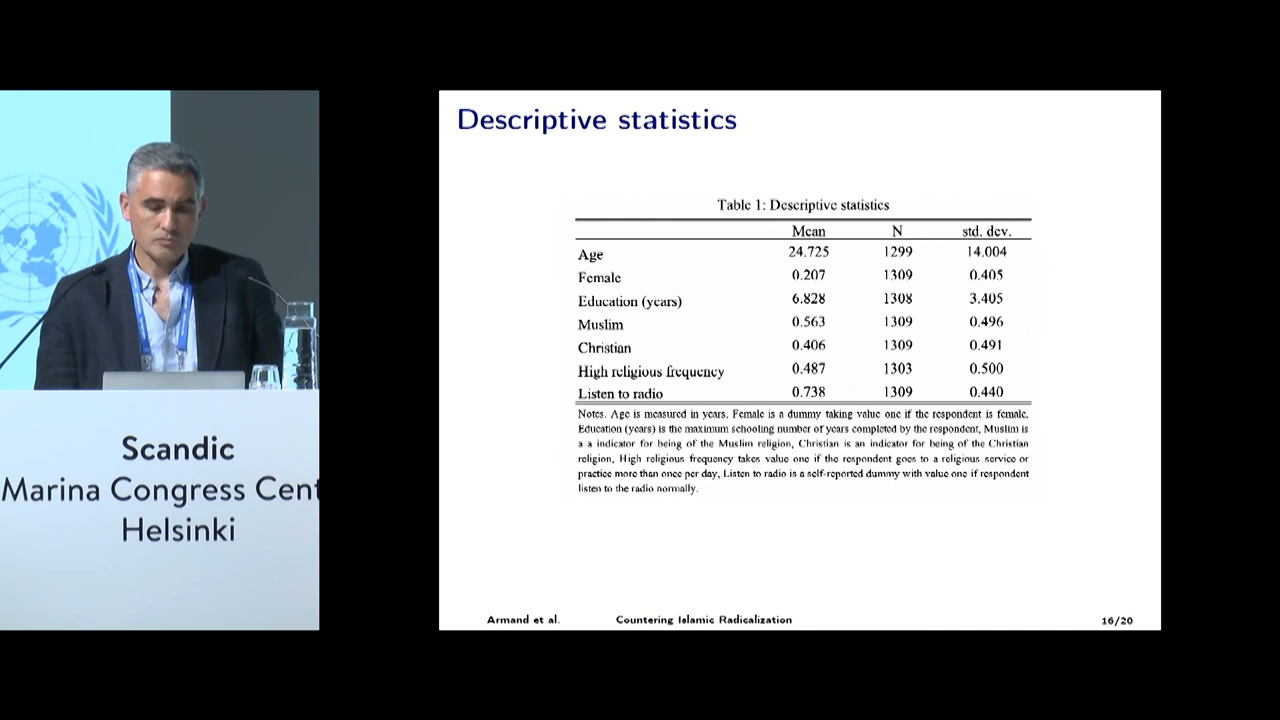 Scandic
Marina Congress Cent
Helsinki
Descriptive statistics
Table 1: Descriptive statistics
Mean N std. dev.
Age 24.725 1299 14.004
Female 0.207 1309 0.405
Education (years) 6.828 1308 3.405
Muslim 0.563 1309 0.496
Christian 0.406 1309 0.491
High religious frequency 0.487 1303 0.500
Listen to radio 0.738 1309 0.440
Notes. Age is measured in years. Female is a dummy taking value one if the respondent is female.
Education (years) is the maximum schooling number of years completed by the respondent, Muslim is
a a indicator for being of the Muslim religion, Christian is an indicator for being of the Christian
religion, High religious frequency takes value one if the respondent goes to a religious service or
practice more than once per day, Listen to radio is a self-reported dummy with value one if respondent
listen to the radio normally.
Armand et al. Countering Islamic Radicalization 16/20